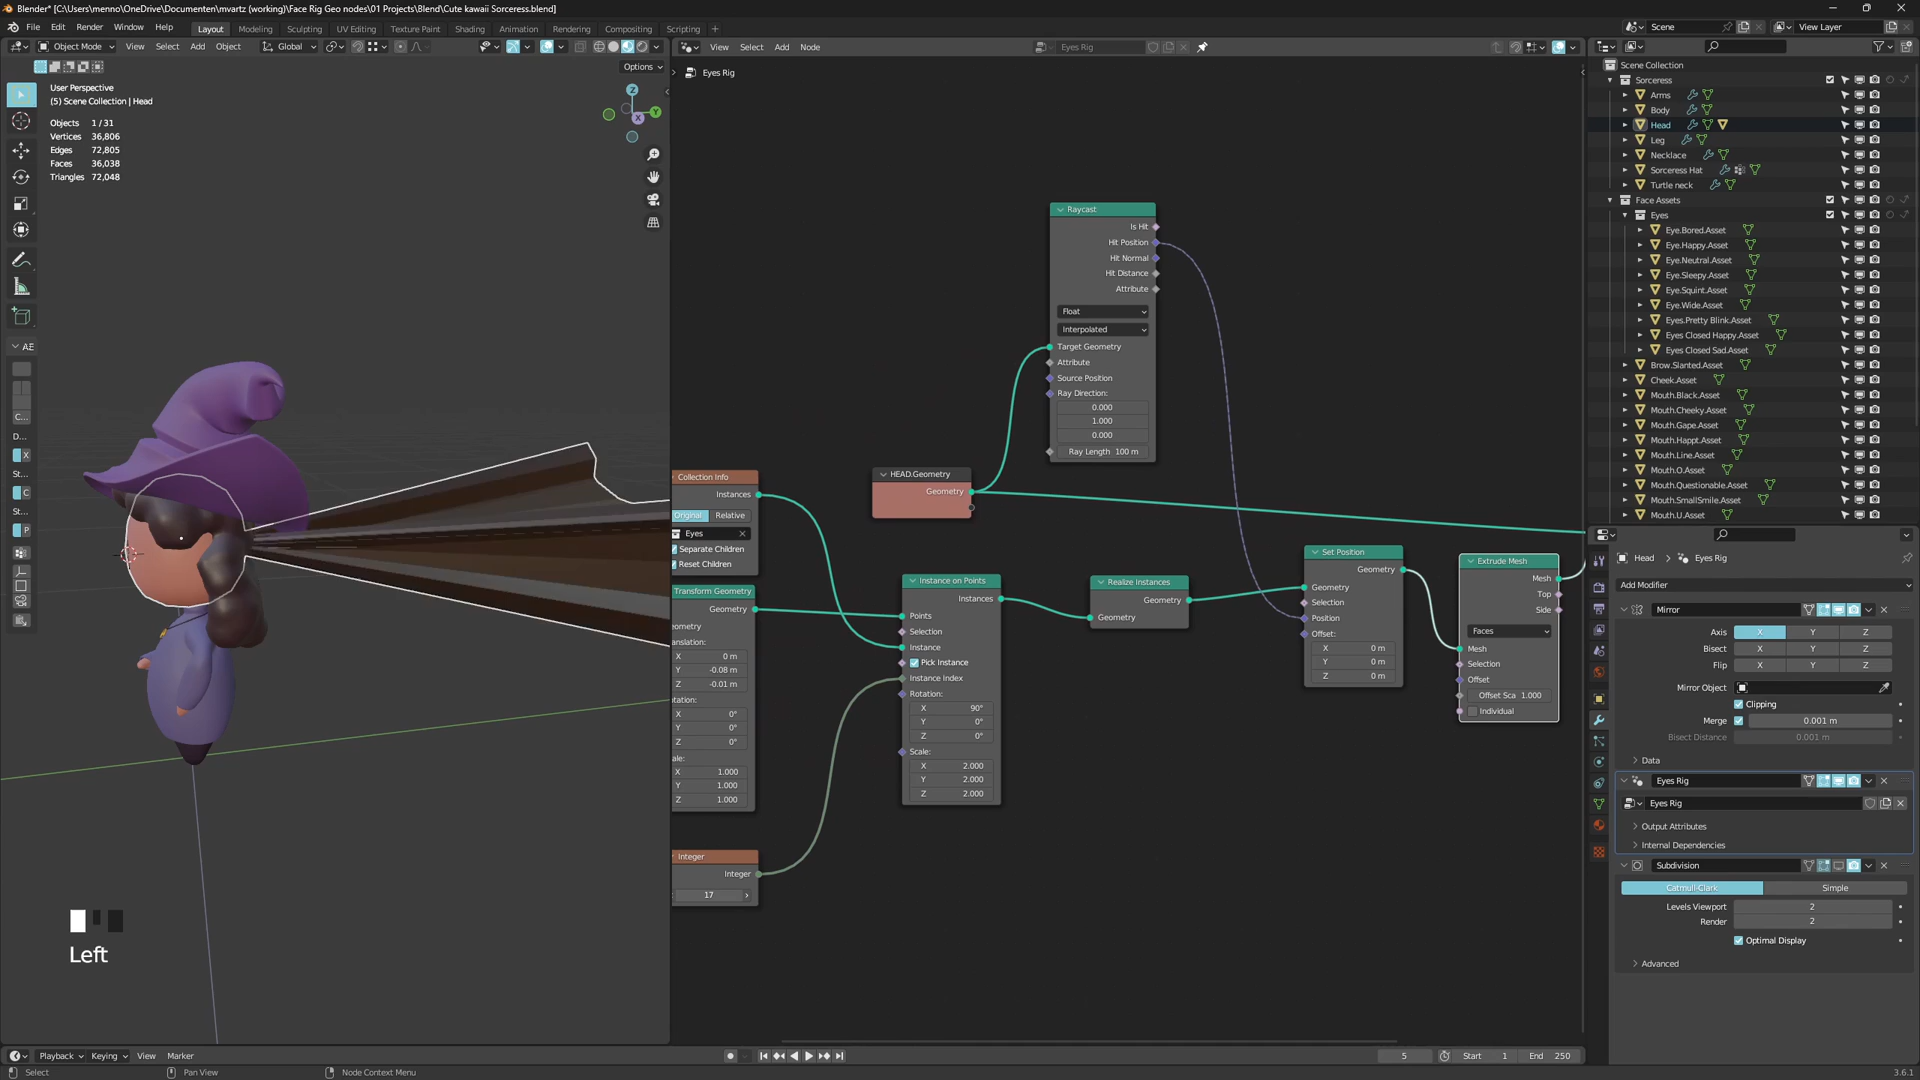 Blender* [C:\Users\menno\OneDrive\Documenten\mvartz (working)\Face Rig Geo nodes\01 Projects\Blend\Cute kawaii Sorceress.blend]
File Edit Render Window Help Layout Modeling Sculpting UV Editing Texture Paint Shading Animation Rendering Compositing Scripting + Scene View Layer
Object Mode View Select Add Object Global
View Select Add Node Eyes Rig
Options
Eyes Rig
User Perspective
(5) Scene Collection | Head
Objects 1 / 31
Vertices 36,806
Edges 72,805
Faces 36,038
Triangles 72,048
Z
Y
X
AE
C...
D...
X
St...
C
St...
P
Left
Raycast
Is Hit
Hit Position
Hit Normal
Hit Distance
Attribute
Float
Interpolated
Target Geometry
Attribute
Source Position
Ray Direction:
0.000
1.000
0.000
Ray Length 100 m
HEAD.Geometry
Geometry
Collection Info
Instances
Original Relative
Eyes
Separate Children
Reset Children
Transform Geometry
Geometry
eometry
anslation:
X 0 m
Y -0.08 m
Z -0.01 m
otation:
X 0°
Y 0°
Z 0°
ale:
X 1.000
Y 1.000
Z 1.000
Integer
Integer
17
Instance on Points
Instances
Points
Selection
Instance
Pick Instance
Instance Index
Rotation:
X 90°
Y 0°
Z 0°
Scale:
X 2.000
Y 2.000
Z 2.000
Realize Instances
Geometry
Geometry
Set Position
Geometry
Geometry
Selection
Position
Offset:
X 0 m
Y 0 m
Z 0 m
Extrude Mesh
Mesh
Top
Side
Faces
Mesh
Selection
Offset
Offset Sca 1.000
Individual
Scene Collection
Sorceress
Arms
Body
Head
Leg
Necklace
Sorceress Hat
Turtle neck
Face Assets
Eyes
Eye.Bored.Asset
Eye.Happy.Asset
Eye.Neutral.Asset
Eye.Sleepy.Asset
Eye.Squint.Asset
Eye.Wide.Asset
Eyes.Pretty Blink.Asset
Eyes Closed Happy.Asset
Eyes Closed Sad.Asset
Brow.Slanted.Asset
Cheek.Asset
Mouth.Black.Asset
Mouth.Cheeky.Asset
Mouth.Gape.Asset
Mouth.Happt.Asset
Mouth.Line.Asset
Mouth.O.Asset
Mouth.Questionable.Asset
Mouth.SmallSmile.Asset
Mouth.U.Asset
Head Eyes Rig
Add Modifier
Mirror
Axis X Y Z
Bisect X Y Z
Flip X Y Z
Mirror Object
Clipping
Merge 0.001 m
Bisect Distance 0.001 m
Data
Eyes Rig
Eyes Rig
Output Attributes
Internal Dependencies
Subdivision
Catmull-Clark Simple
Levels Viewport 2
Render 2
Optimal Display
Advanced
Playback Keying View Marker 5 Start 1 End 250
Select Pan View Node Context Menu 3.6.1